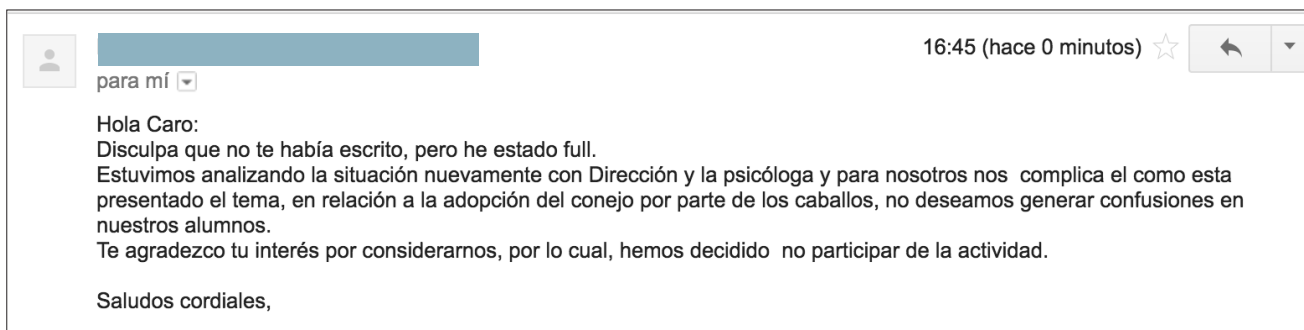 16:45 (hace 0 minutos)
para mí
Hola Caro:
Disculpa que no te había escrito, pero he estado full.
Estuvimos analizando la situación nuevamente con Dirección y la psicóloga y para nosotros nos  complica el como esta
presentado el tema, en relación a la adopción del conejo por parte de los caballos, no deseamos generar confusiones en
nuestros alumnos.
Te agradezco tu interés por considerarnos, por lo cual, hemos decidido  no participar de la actividad.
Saludos cordiales,